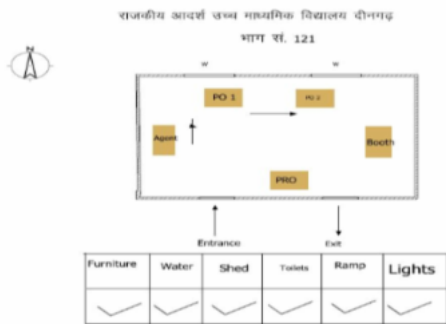 राजकीय आदर्श उच्च माध्यमिक विद्यालय दीनगढ़
भाग सं. 121
N
W W
PO 1 PO 2
Agent Booth
PRO
Entrance Exit
Furniture Water Shed Toilets Ramp Lights